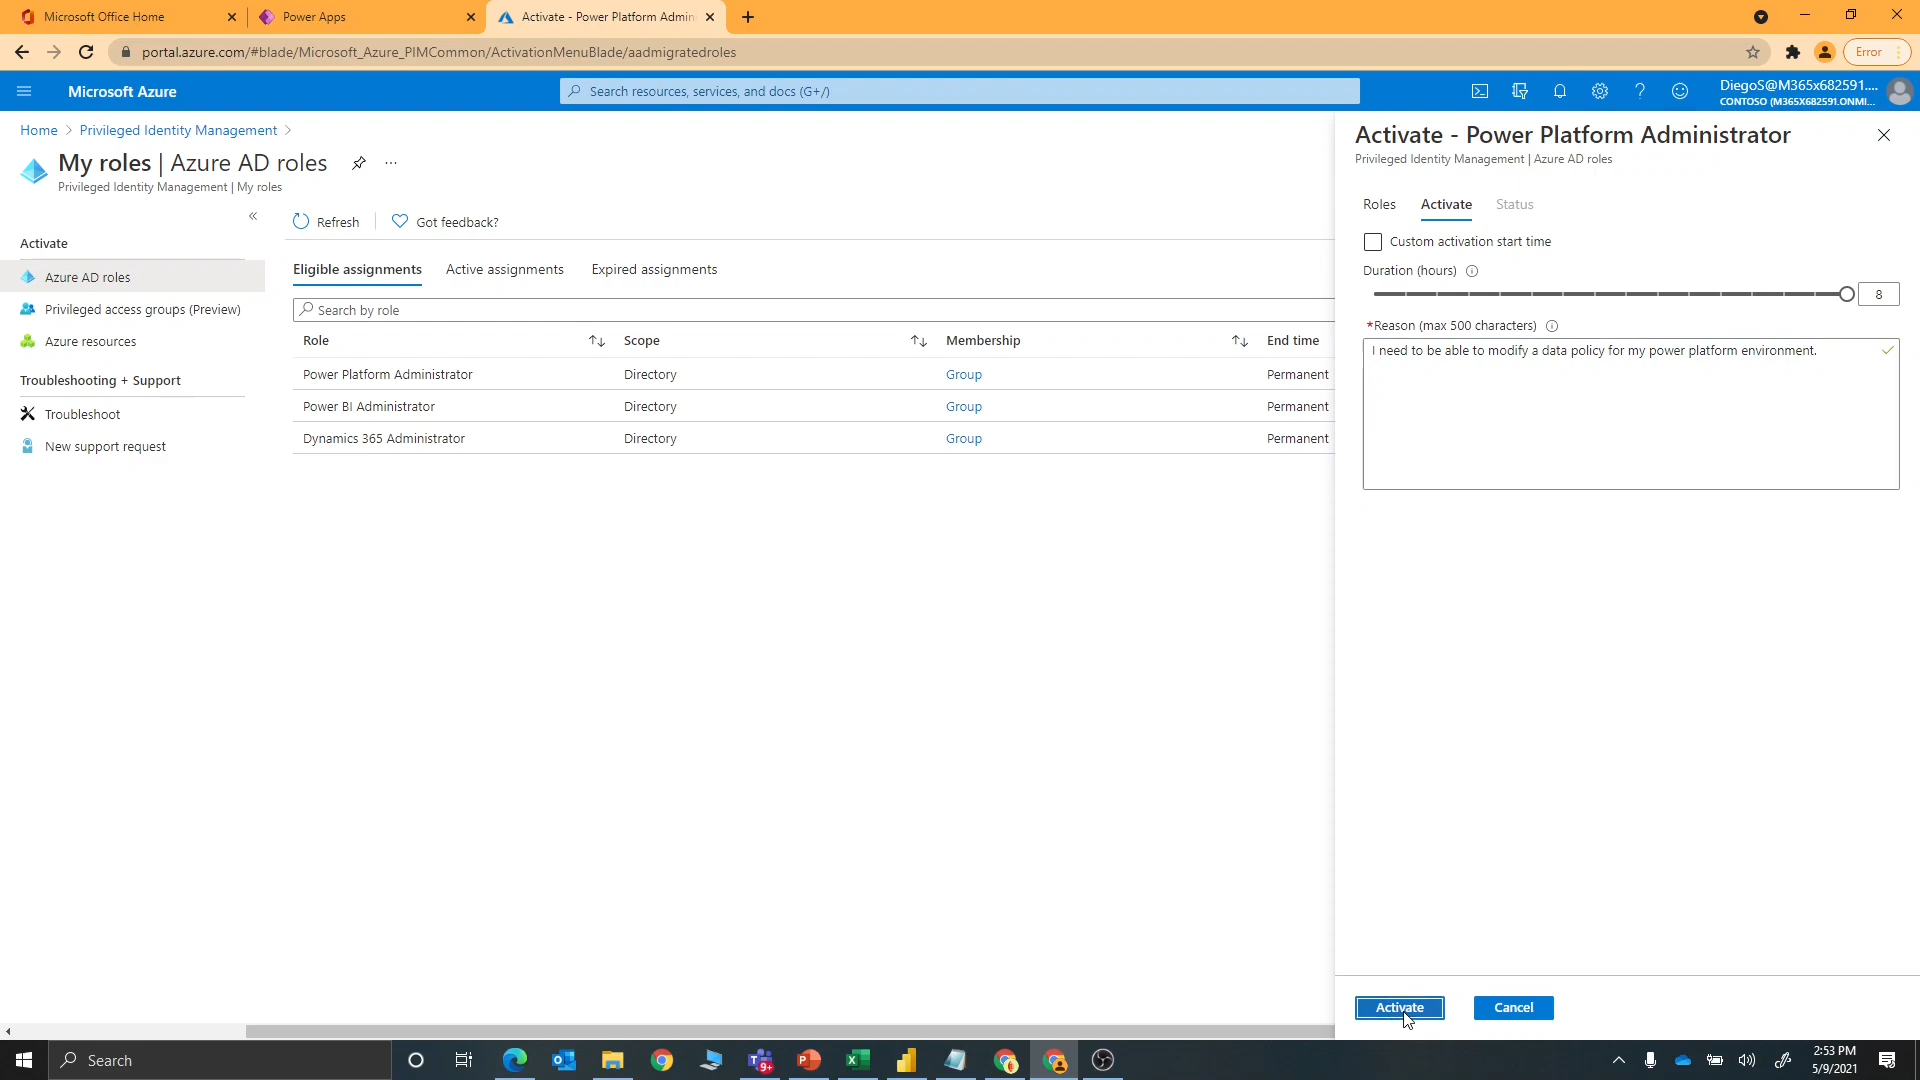 Microsoft Office Home
Power Apps
Activate - Power Platform Admin
portal.azure.com/#blade/Microsoft_Azure_PIMCommon/ActivationMenuBlade/aadmigratedroles
Error
Microsoft Azure
Search resources, services, and docs (G+/)
DiegoS@M365x682591....
CONTOSO (M365X682591.ONMI...
Home > Privileged Identity Management >
My roles | Azure AD roles
Privileged Identity Management | My roles
Refresh
Got feedback?
Activate
Azure AD roles
Privileged access groups (Preview)
Azure resources
Troubleshooting + Support
Troubleshoot
New support request
Eligible assignments
Active assignments
Expired assignments
Search by role
Role
Scope
Membership
End time
Power Platform Administrator
Directory
Group
Permanent
Power BI Administrator
Directory
Group
Permanent
Dynamics 365 Administrator
Directory
Group
Permanent
Activate - Power Platform Administrator
Privileged Identity Management | Azure AD roles
Roles
Activate
Status
Custom activation start time
Duration (hours)
8
*Reason (max 500 characters)
I need to be able to modify a data policy for my power platform environment.
Activate
Cancel
Search
9+
2:53 PM
5/9/2021